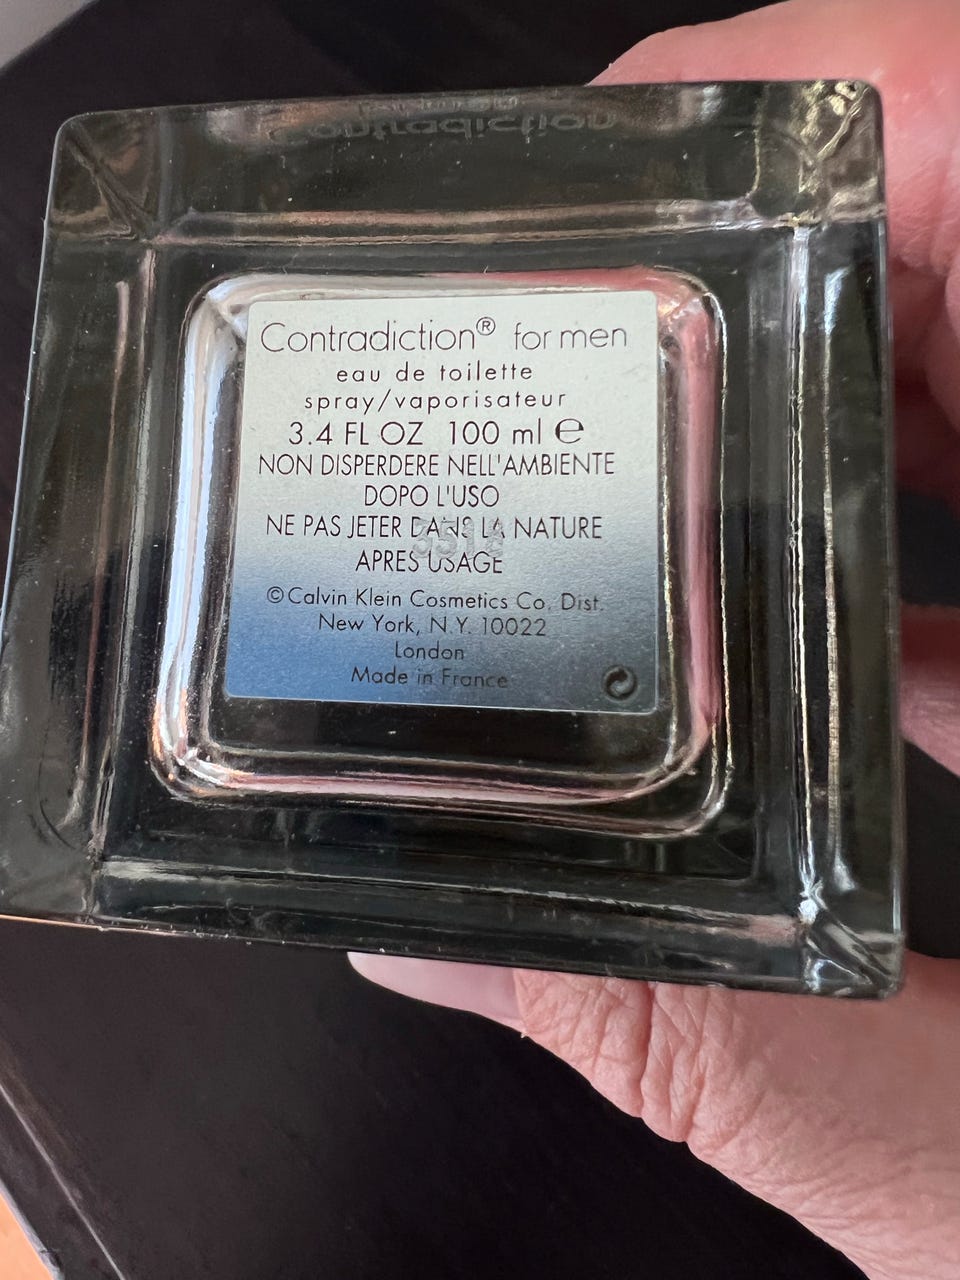 Contradiction
Contradiction® for men
eau de toilette
spray/vaporisateur
3.4 FL OZ 100 ml ℮
NON DISPERDERE NELL'AMBIENTE
DOPO L'USO
NE PAS JETER DANS LA NATURE
APRES USAGE
©Calvin Klein Cosmetics Co. Dist.
New York, N.Y. 10022
London
Made in France